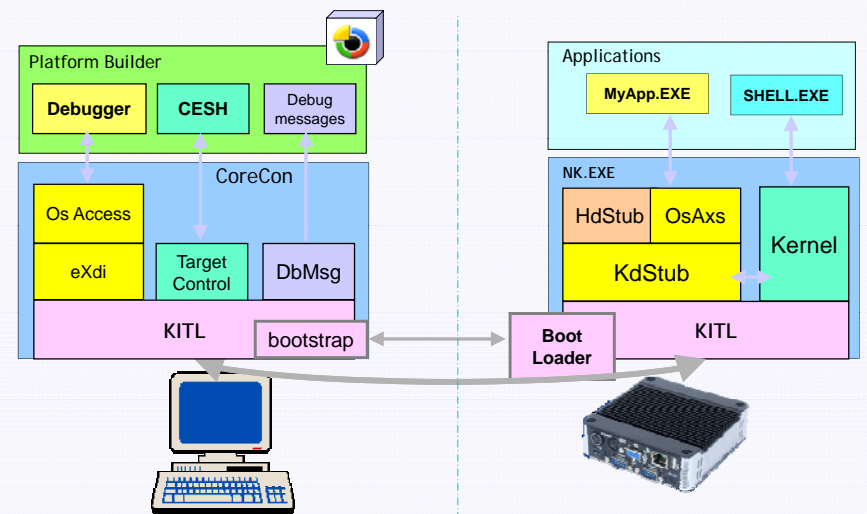 Platform Builder
Debugger
CESH
Debug
messages
CoreCon
Os Access
eXdi
Target
Control
DbMsg
KITL
bootstrap
Applications
MyApp.EXE
SHELL.EXE
NK.EXE
HdStub
OsAxs
Kernel
KdStub
KITL
Boot
Loader